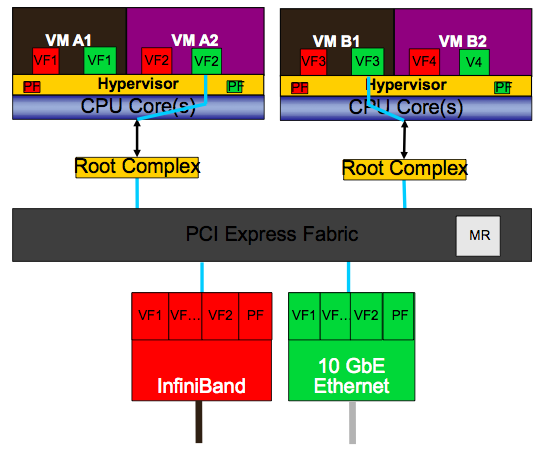 VM A1
VM A2
VM B1
VM B2
VF1
VF1
VF2
VF2
VF3
VF3
VF4
V4
PF
Hypervisor
PF
PF
Hypervisor
PF
CPU Core(s)
CPU Core(s)
Root Complex
Root Complex
PCI Express Fabric
MR
VF1
VF...
VF2
PF
VF1
VF...
VF2
PF
InfiniBand
10 GbE
Ethernet